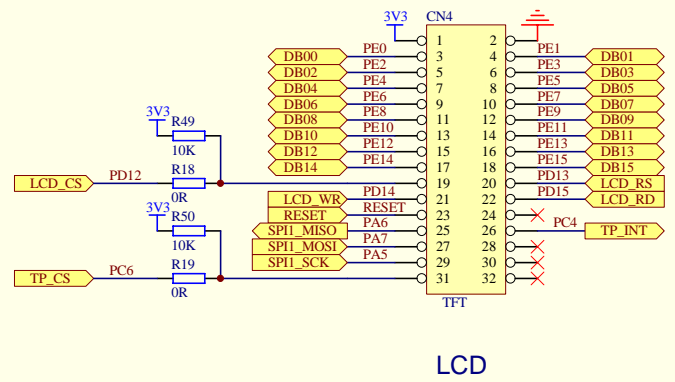 3V3 CN4
1 2
DB00 PE0 3 4 PE1 DB01
DB02 PE2 5 6 PE3 DB03
DB04 PE4 7 8 PE5 DB05
DB06 PE6 9 10 PE7 DB07
DB08 PE8 11 12 PE9 DB09
3V3 R49 DB10 PE10 13 14 PE11 DB11
10K DB12 PE12 15 16 PE13 DB13
R18 DB14 PE14 17 18 PE15 DB15
LCD_CS PD12 19 20 PD13 LCD_RS
0R LCD_WR PD14 21 22 PD15 LCD_RD
3V3 R50 RESET RESET 23 24
SPI1_MISO PA6 25 26 PC4 TP_INT
10K SPI1_MOSI PA7 27 28
R19 SPI1_SCK PA5 29 30
TP_CS PC6 31 32
0R TFT
LCD